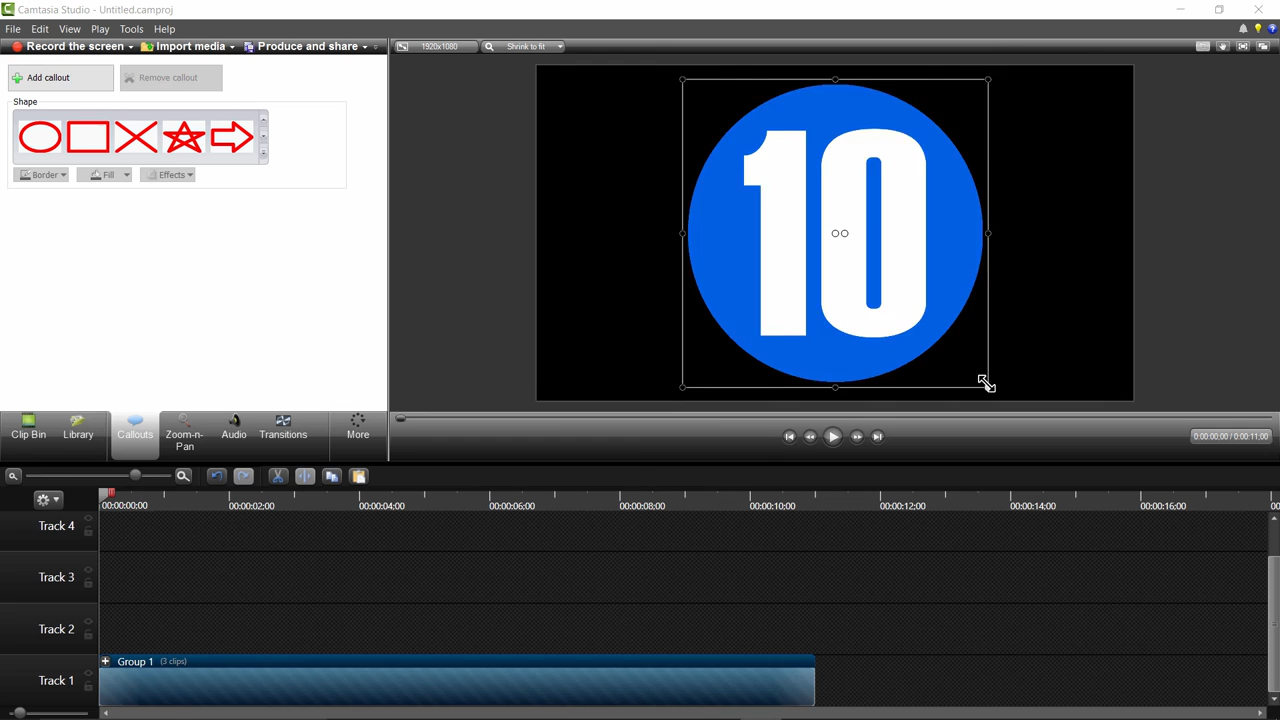 Camtasia Studio - Untitled.camproj
File Edit View Play Tools Help
Record the screen Import media Produce and share
1920x1080 Shrink to fit
Add callout Remove callout
Shape
Border Fill Effects
10
Clip Bin Library Callouts Zoom-n-Pan Audio Transitions More
0:00:00;00 / 0:00:11;00
00:00:00;00 00:00:02;00 00:00:04;00 00:00:06;00 00:00:08;00 00:00:10;00 00:00:12;00 00:00:14;00 00:00:16;00 00
Track 4
Track 3
Track 2
Group 1 (3 clips)
Track 1